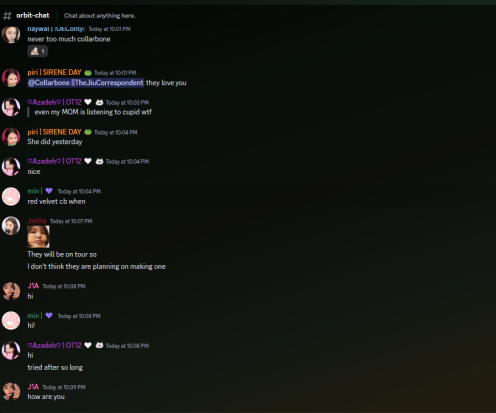 # orbit-chat Chat about anything here.
Today at 10:01 PM
never too much collarbone
1
piri | SIRENE DAY Today at 10:01 PM
@Collarbone ||TheJiuCorrespondent they love you
♡Azadeh♡ | OT12 Today at 10:03 PM
even my MOM is listening to cupid wtf
piri | SIRENE DAY Today at 10:04 PM
She did yesterday
♡Azadeh♡ | OT12 Today at 10:04 PM
nice
min | Today at 10:04 PM
red velvet cb when
Jolita Today at 10:07 PM
They will be on tour so
I don't think they are planning on making one
J1A Today at 10:08 PM
hi
min | Today at 10:08 PM
hi!
♡Azadeh♡ | OT12 Today at 10:08 PM
hi
tried after so long
J1A Today at 10:09 PM
how are you